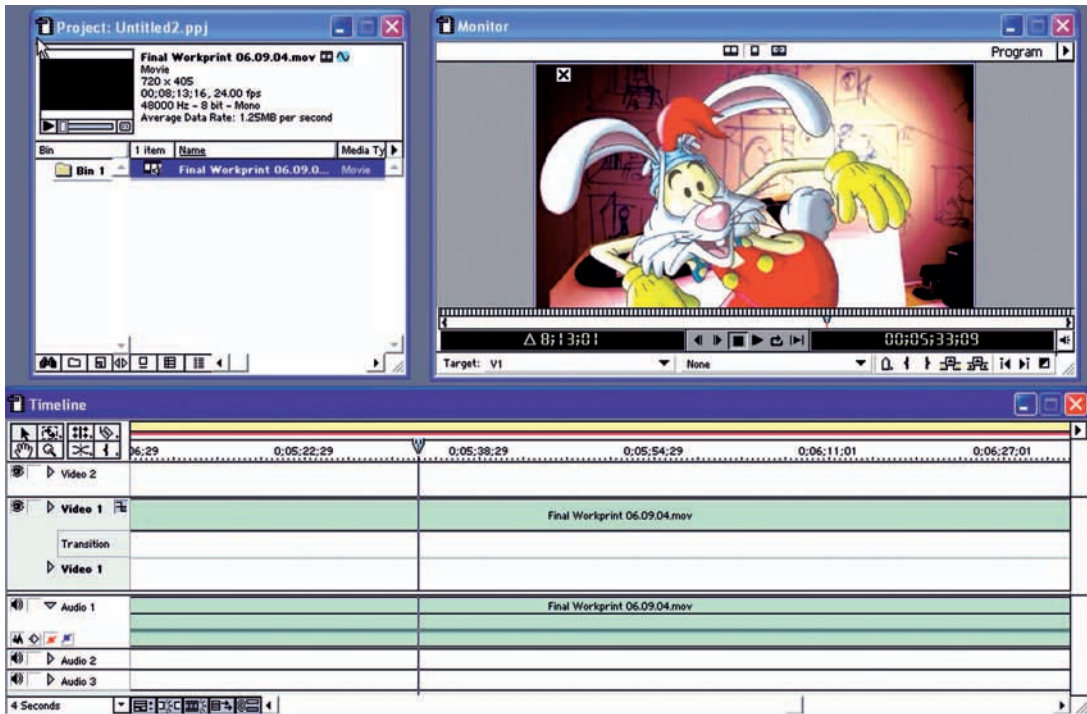 Project: Untitled2.ppj
Final Workprint 06.09.04.mov
Movie
720 x 405
00;08;13;16, 24.00 fps
48000 Hz - 8 bit - Mono
Average Data Rate: 1.25MB per second
Bin
1 item
Name
Media Ty
Bin 1
Final Workprint 06.09.0...
Movie
Monitor
Program
Δ 8;13;01
00;05;33;09
Target: V1
None
Timeline
06;29
0;05;22;29
0;05;38;29
0;05;54;29
0;06;11;01
0;06;27;01
Video 2
Video 1
Final Workprint 06.09.04.mov
Transition
Video 1
Audio 1
Final Workprint 06.09.04.mov
Audio 2
Audio 3
4 Seconds